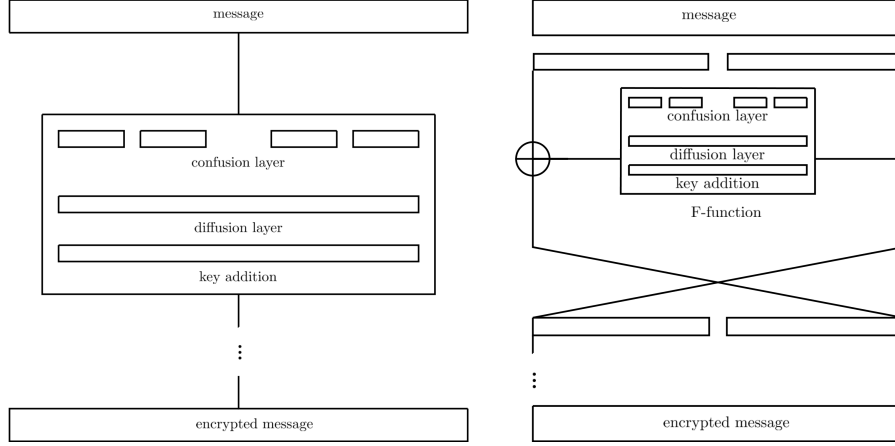 message
confusion layer
diffusion layer
key addition
encrypted message
message
confusion layer
diffusion layer
key addition
F-function
encrypted message